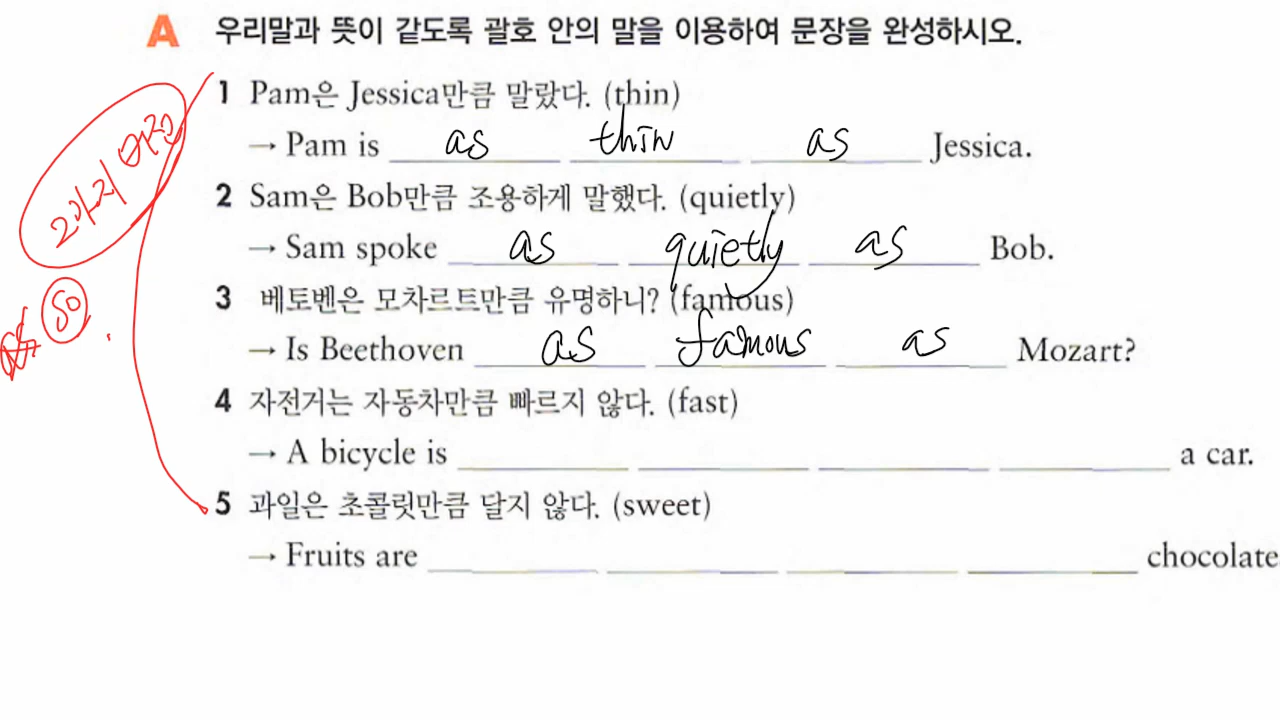 A 우리말과 뜻이 같도록 괄호 안의 말을 이용하여 문장을 완성하시오.
1 Pam은 Jessica만큼 말랐다. (thin)
→ Pam is as thin as Jessica.
2 Sam은 Bob만큼 조용하게 말했다. (quietly)
→ Sam spoke as quietly as Bob.
3 베토벤은 모차르트만큼 유명하니? (famous)
→ Is Beethoven as famous as Mozart?
4 자전거는 자동차만큼 빠르지 않다. (fast)
→ A bicycle is a car.
5 과일은 초콜릿만큼 달지 않다. (sweet)
→ Fruits are chocolate
2가지 버전
as so